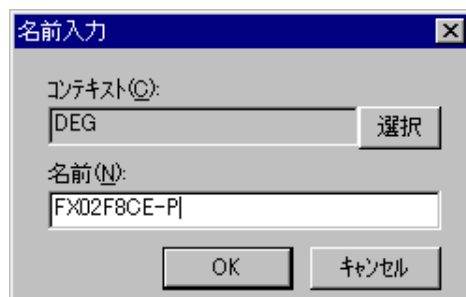 名前入力
コンテキスト(C):
DEG
選択
名前(N):
FX02F8CE-P
OK
キャンセル